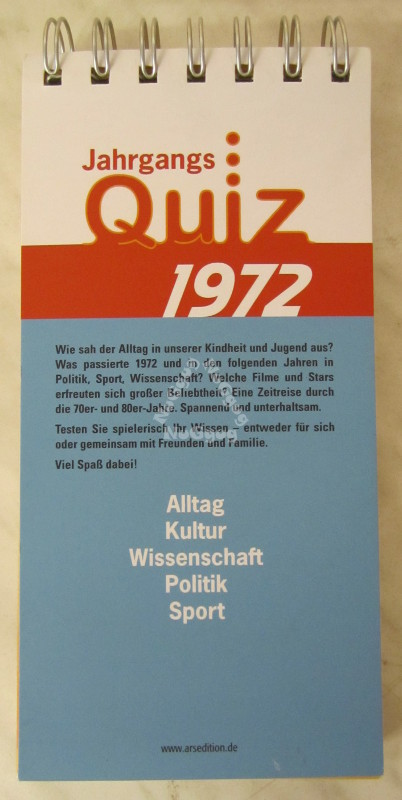 Jahrgangs
Quiz
1972
Wie sah der Alltag in unserer Kindheit und Jugend aus?
Was passierte 1972 und in den folgenden Jahren in
Politik, Sport, Wissenschaft? Welche Filme und Stars
erfreuten sich großer Beliebtheit? Eine Zeitreise durch
die 70er- und 80er-Jahre. Spannend und unterhaltsam.
Testen Sie spielerisch Ihr Wissen – entweder für sich
oder gemeinsam mit Freunden und Familie.
Viel Spaß dabei!
Alltag
Kultur
Wissenschaft
Politik
Sport
www.arsedition.de